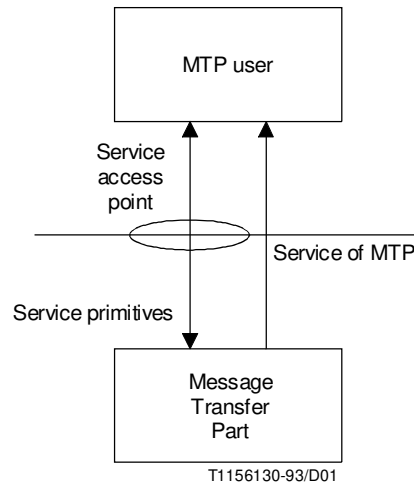 MTP user
Service
access
point
Service of MTP
Service primitives
Message
Transfer
Part
T1156130-93/D01